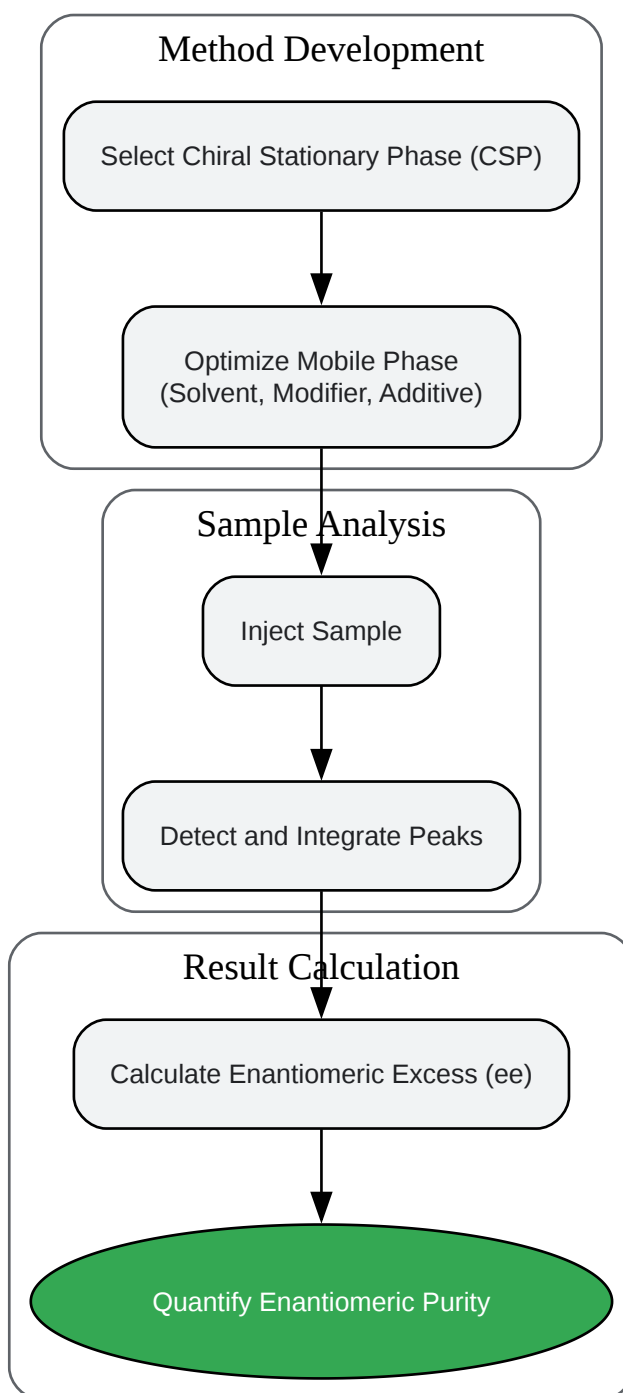 Method Development
Select Chiral Stationary Phase (CSP)
Optimize Mobile Phase
(Solvent, Modifier, Additive)
Sample Analysis
Inject Sample
Detect and Integrate Peaks
Result Calculation
Calculate Enantiomeric Excess (ee)
Quantify Enantiomeric Purity